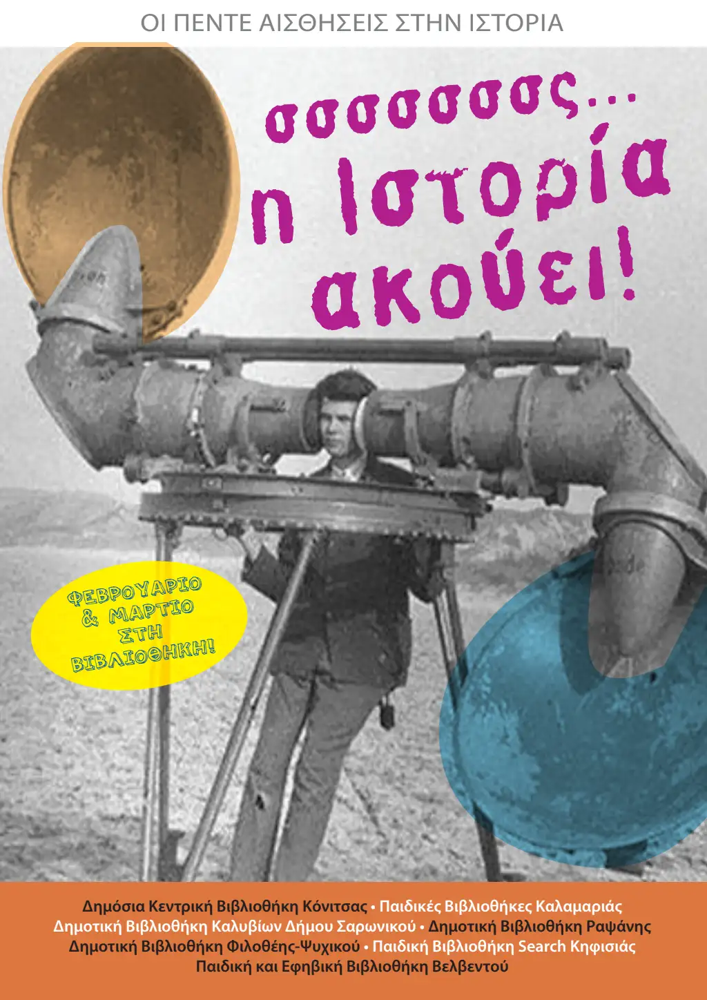 ΟΙ ΠΕΝΤΕ ΑΙΣΘΗΣΕΙΣ ΣΤΗΝ ΙΣΤΟΡΙΑ
σσσσσσσς...
η Ιστορία
ακούει!
ΦΕΒΡΟΥΑΡΙΟ
& ΜΑΡΤΙΟ
ΣΤΗ
ΒΙΒΛΙΟΘΗΚΗ!
Δημόσια Κεντρική Βιβλιοθήκη Κόνιτσας • Παιδικές Βιβλιοθήκες Καλαμαριάς
Δημοτική Βιβλιοθήκη Καλυβίων Δήμου Σαρωνικού • Δημοτική Βιβλιοθήκη Ραψάνης
Δημοτική Βιβλιοθήκη Φιλοθέης-Ψυχικού • Παιδική Βιβλιοθήκη Search Κηφισιάς
Παιδική και Εφηβική Βιβλιοθήκη Βελβεντού